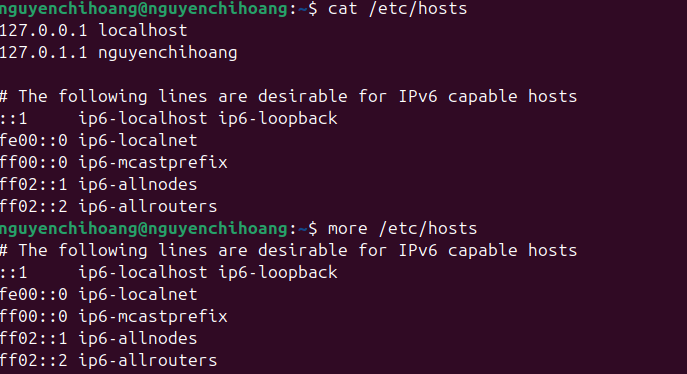 nguyenchihoang@nguyenchihoang:~$ cat /etc/hosts
127.0.0.1 localhost
127.0.1.1 nguyenchihoang
# The following lines are desirable for IPv6 capable hosts
::1     ip6-localhost ip6-loopback
fe00::0 ip6-localnet
ff00::0 ip6-mcastprefix
ff02::1 ip6-allnodes
ff02::2 ip6-allrouters
nguyenchihoang@nguyenchihoang:~$ more /etc/hosts
# The following lines are desirable for IPv6 capable hosts
::1     ip6-localhost ip6-loopback
fe00::0 ip6-localnet
ff00::0 ip6-mcastprefix
ff02::1 ip6-allnodes
ff02::2 ip6-allrouters